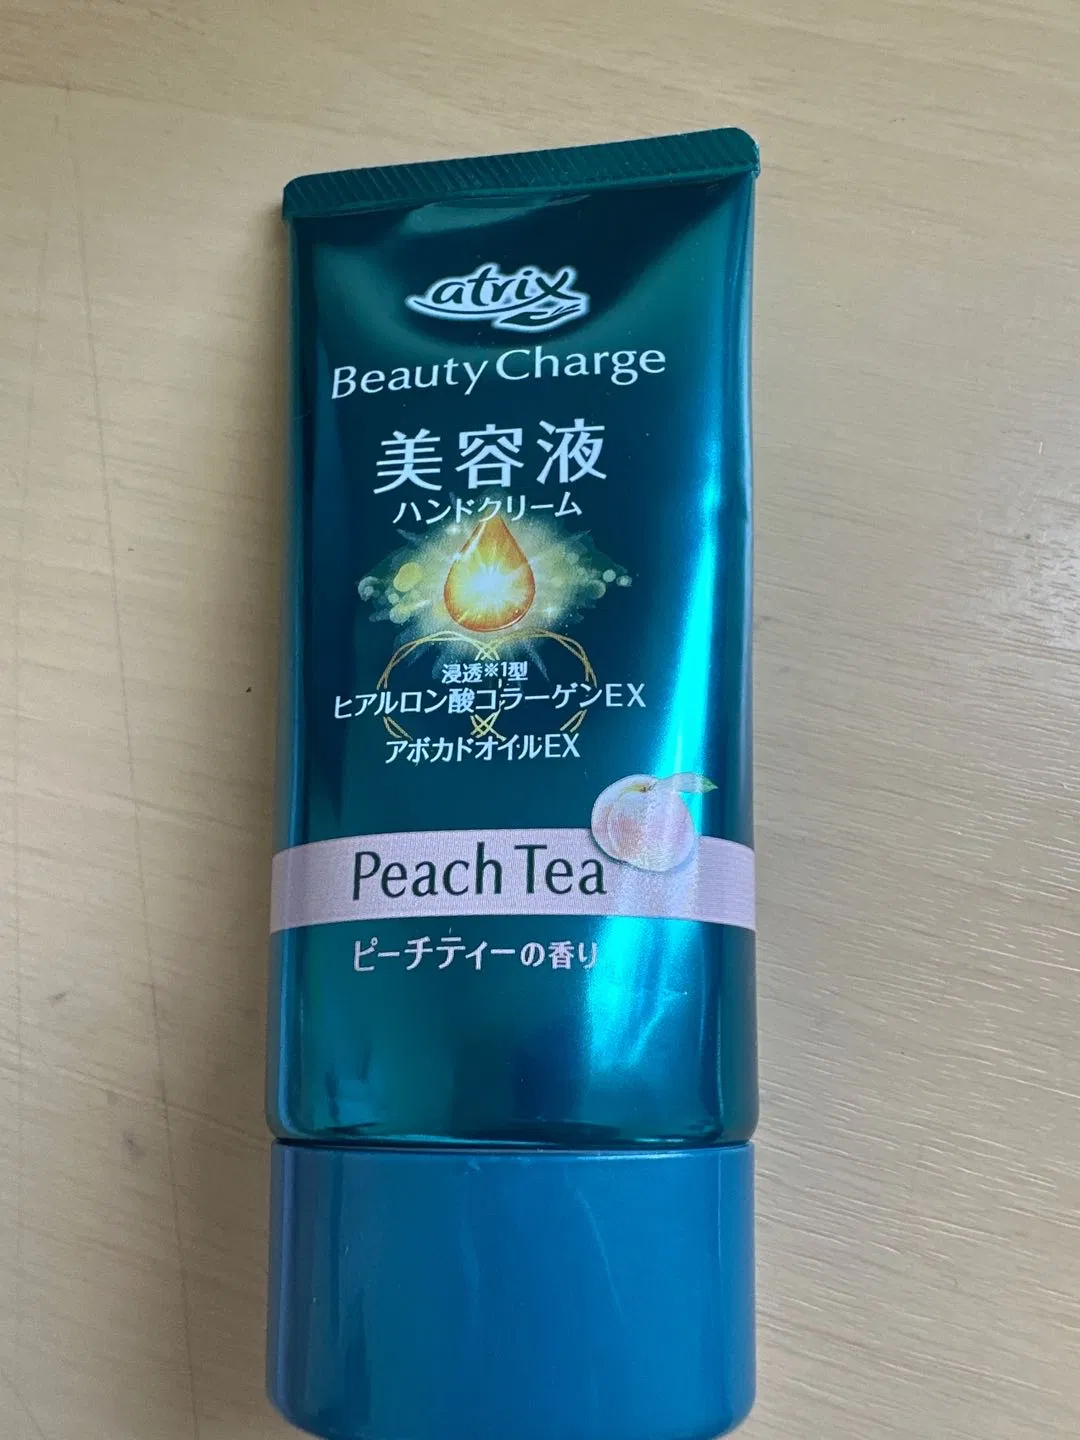 atrix
Beauty Charge
美容液
ハンドクリーム
浸透※1型
ヒアルロン酸コラーゲンEX
アボカドオイルEX
Peach Tea
ピーチティーの香り